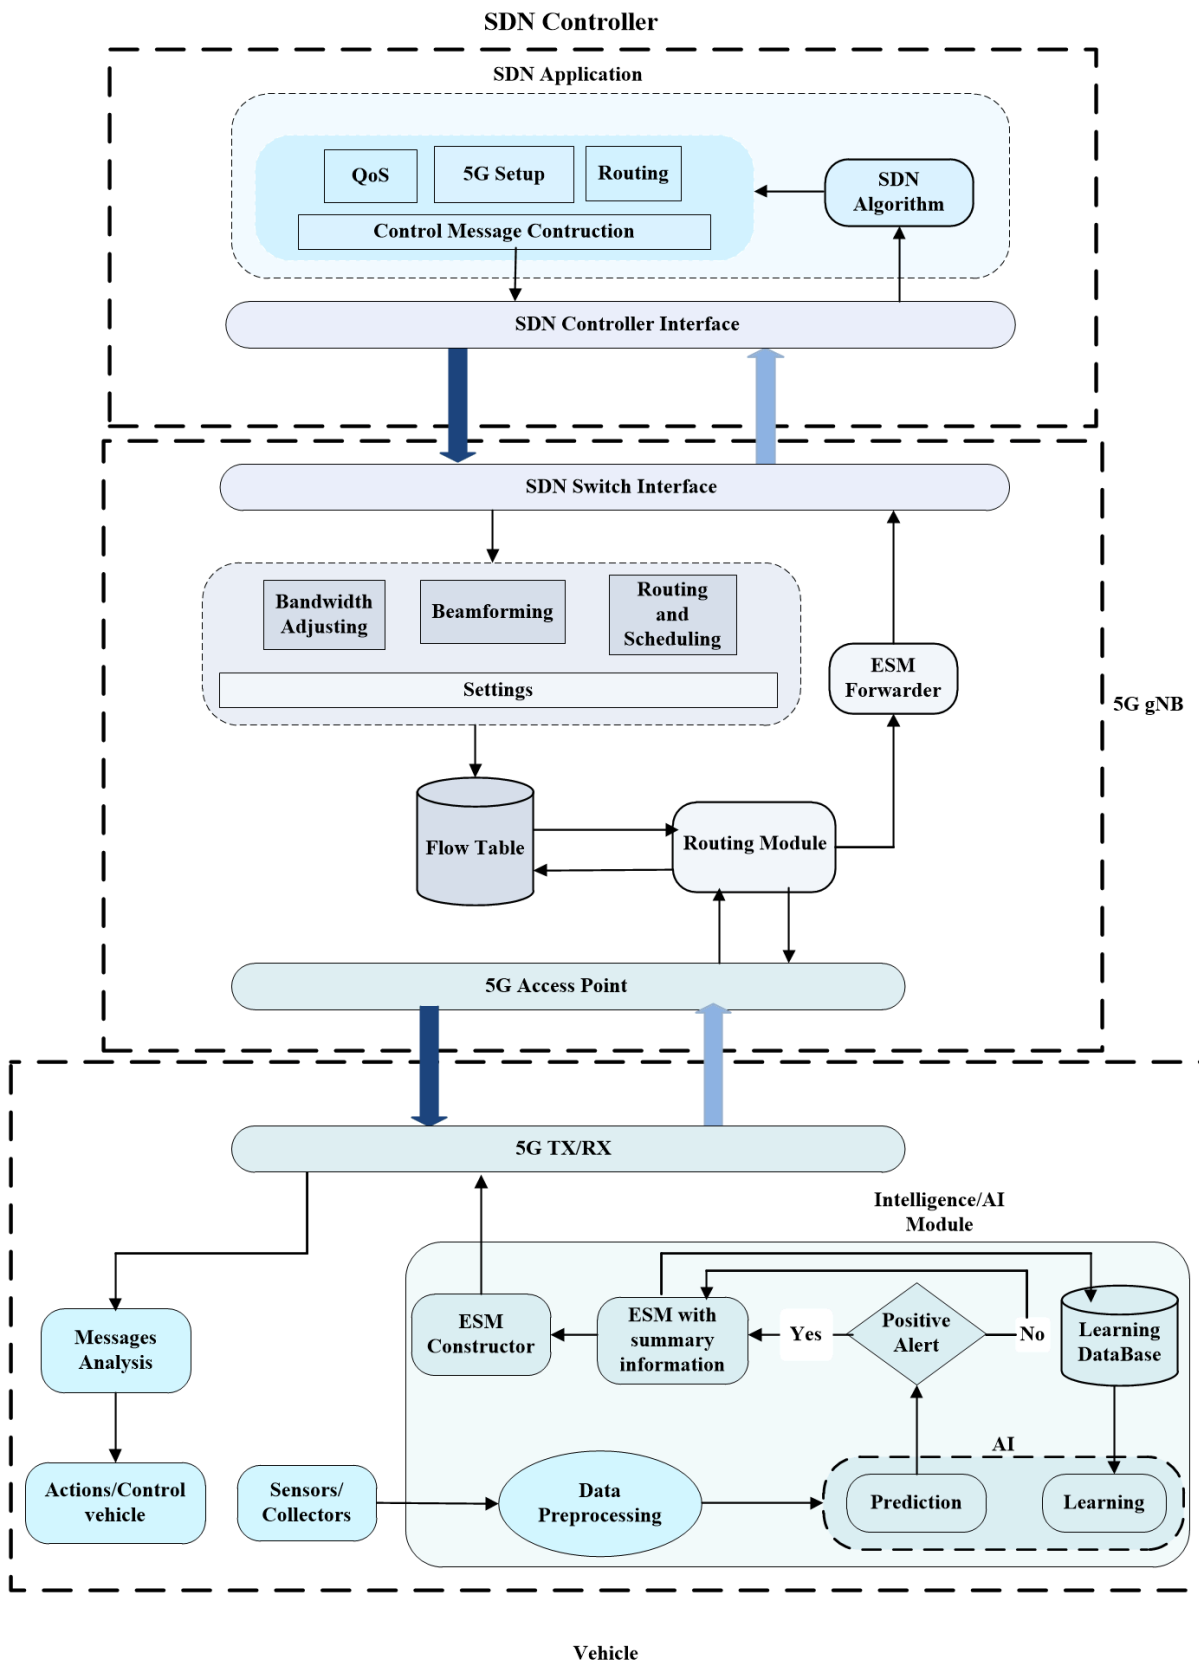 SDN Controller
SDN Application
QoS
5G Setup
Routing
SDN
Algorithm
Control Message Contruction
SDN Controller Interface
SDN Switch Interface
Bandwidth
Adjusting
Beamforming
Routing
and
Scheduling
Settings
ESM
Forwarder
5G gNB
Flow Table
Routing Module
5G Access Point
5G TX/RX
Intelligence/AI
Module
Messages
Analysis
ESM
Constructor
ESM with
summary
information
Yes
Positive
Alert
No
Learning
DataBase
AI
Actions/Control
vehicle
Sensors/
Collectors
Data
Preprocessing
Prediction
Learning
Vehicle